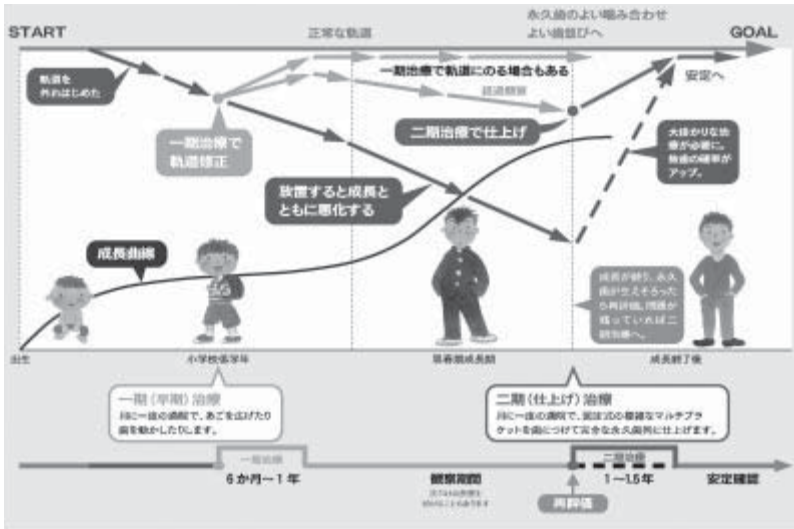 START
正常な軌道
永久歯のよい噛み合わせ
よい歯並びへ
GOAL
軌道を
外れはじめた
一期治療で軌道にのる場合もある
経過観察
安定へ
一期治療で
軌道修正
二期治療で仕上げ
大掛かりな治
療が必要に。
抜歯の確率が
アップ。
放置すると成長と
ともに悪化する
成長曲線
成長が終り、永久
歯が生えそろった
ら再評価。問題が
残っていれば二
期治療へ。
出生
小学校低学年
思春期成長期
成長終了後
一期（早期）治療
月に一度の通院で、あごを広げたり
歯を動かしたりします。
二期（仕上げ）治療
月に一度の通院で、固定式の精密なマルチブラ
ケットを歯につけて完全な永久歯列に仕上げます。
一期治療
6か月〜1年
観察期間
二期治療
1〜1.5年
安定確認
再評価